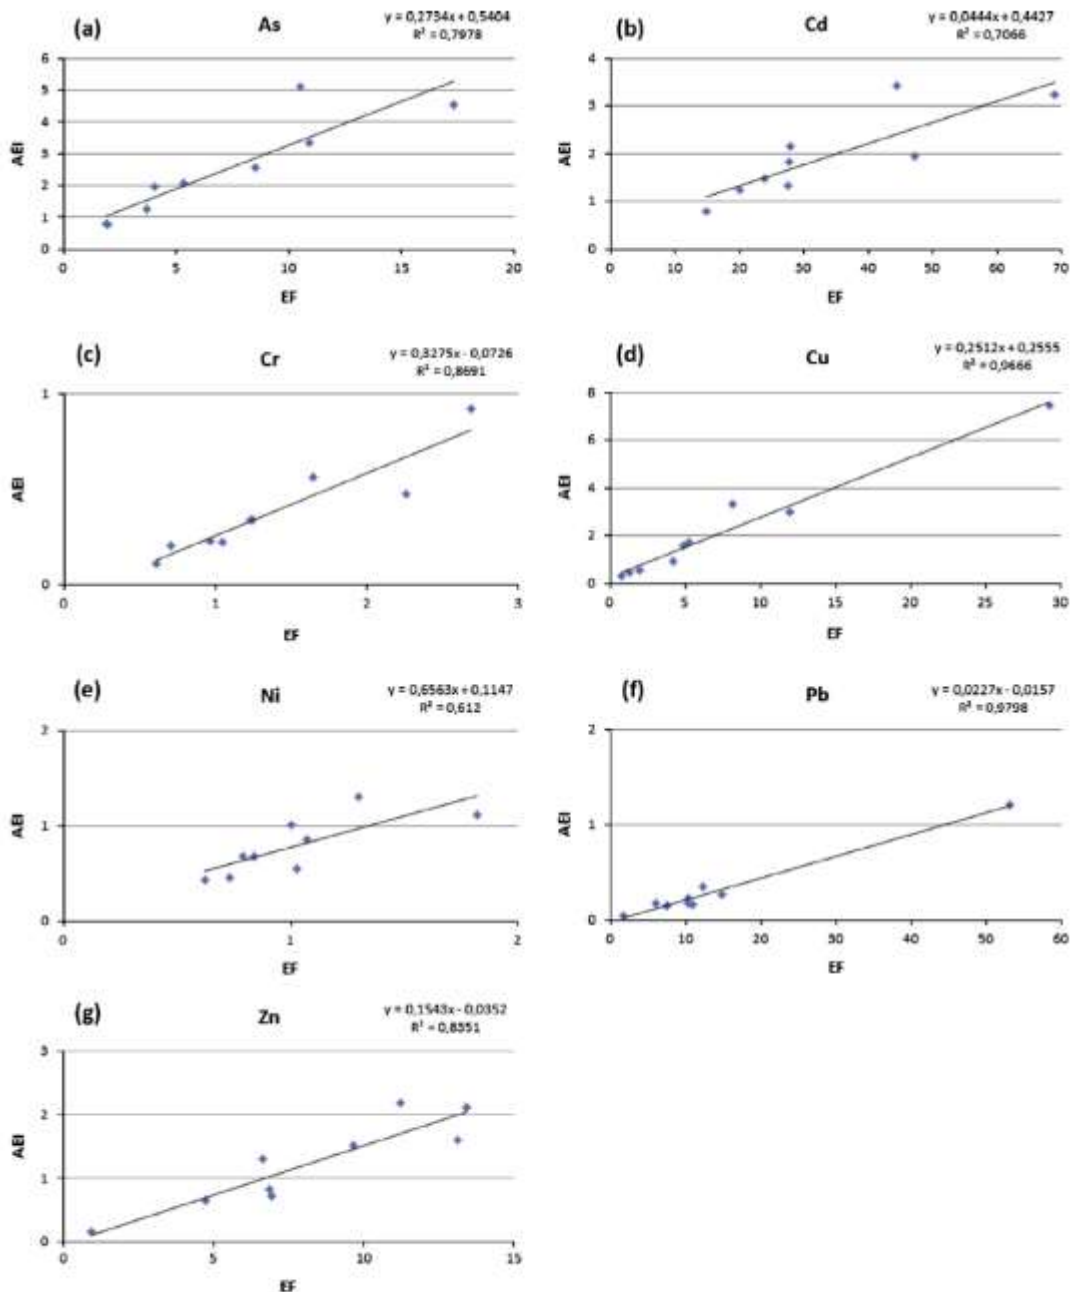 (a)
As
y = 0,2754x + 0,5404
R² = 0,7978
6
5
4
3
2
1
0
AEI
0 5 10 15 20
EF
(b)
Cd
y = 0,0444x + 0,4427
R² = 0,7066
4
3
2
1
0
AEI
0 10 20 30 40 50 60 70
EF
(c)
Cr
y = 0,3275x - 0,0726
R² = 0,8691
1
0
AEI
0 1 2 3
EF
(d)
Cu
y = 0,2512x + 0,2555
R² = 0,9666
8
6
4
2
0
AEI
0 5 10 15 20 25 30
EF
(e)
Ni
y = 0,6563x + 0,1147
R² = 0,612
2
1
0
AEI
0 1 2
EF
(f)
Pb
y = 0,0227x - 0,0157
R² = 0,9798
2
1
0
AEI
0 10 20 30 40 50 60
EF
(g)
Zn
y = 0,1543x - 0,0352
R² = 0,8351
3
2
1
0
AEI
0 5 10 15
EF